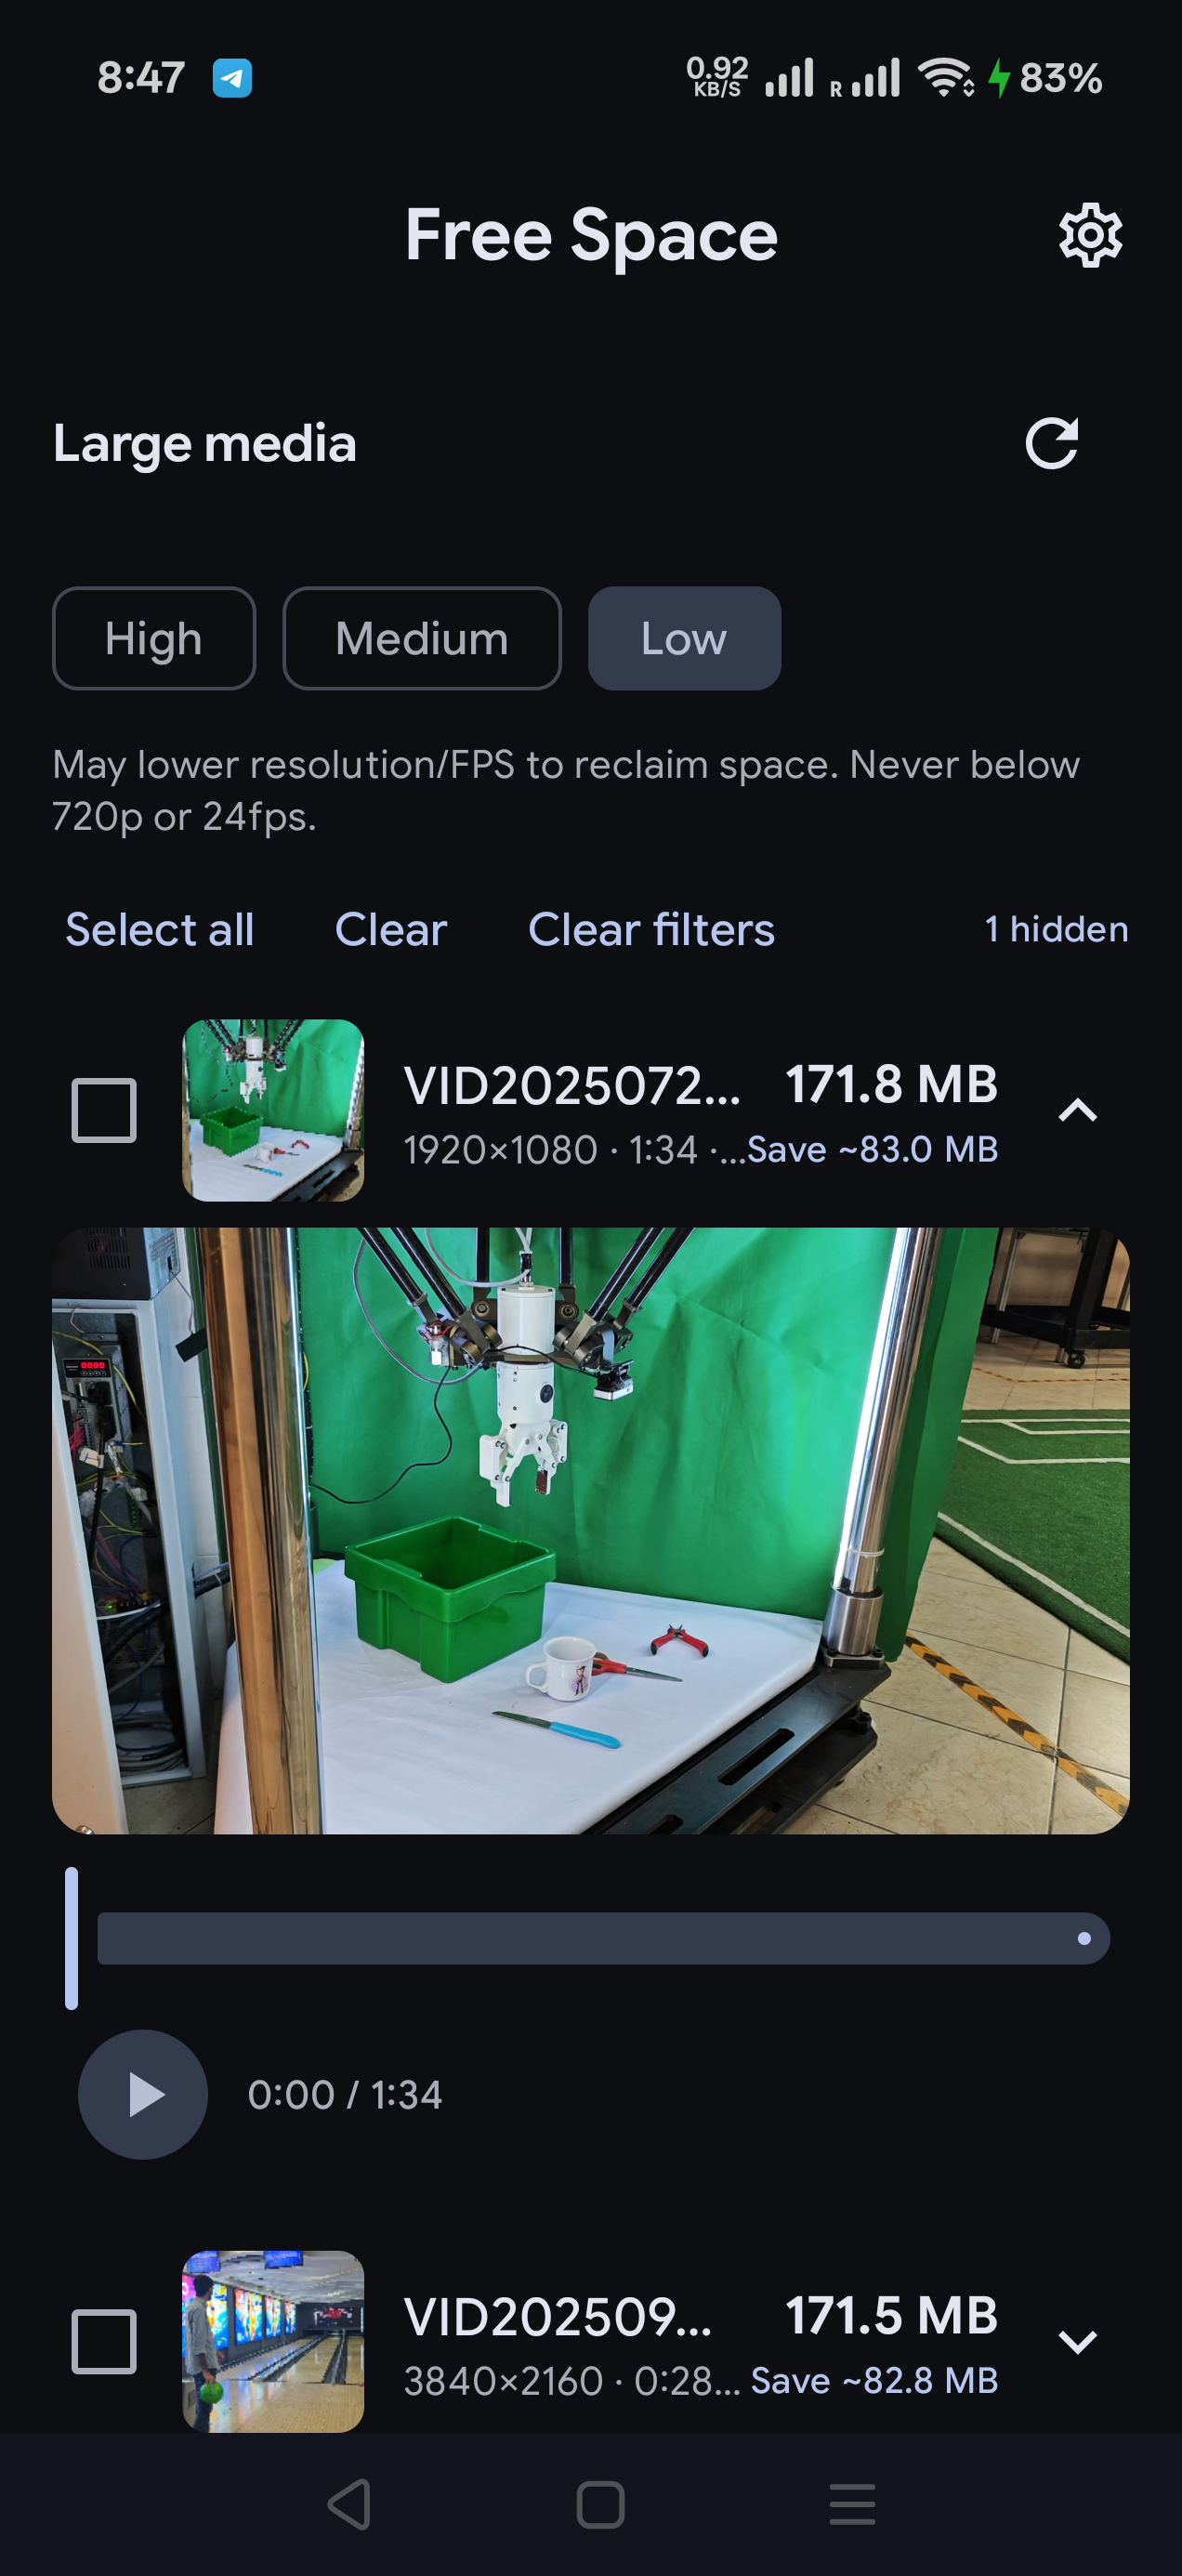 8:47
0.92 KB/S R 83%
Free Space
Large media
High Medium Low
May lower resolution/FPS to reclaim space. Never below
720p or 24fps.
Select all Clear Clear filters 1 hidden
VID2025072... 171.8 MB
1920×1080 · 1:34 ·... Save ~83.0 MB
0:00 / 1:34
VID202509... 171.5 MB
3840×2160 · 0:28... Save ~82.8 MB